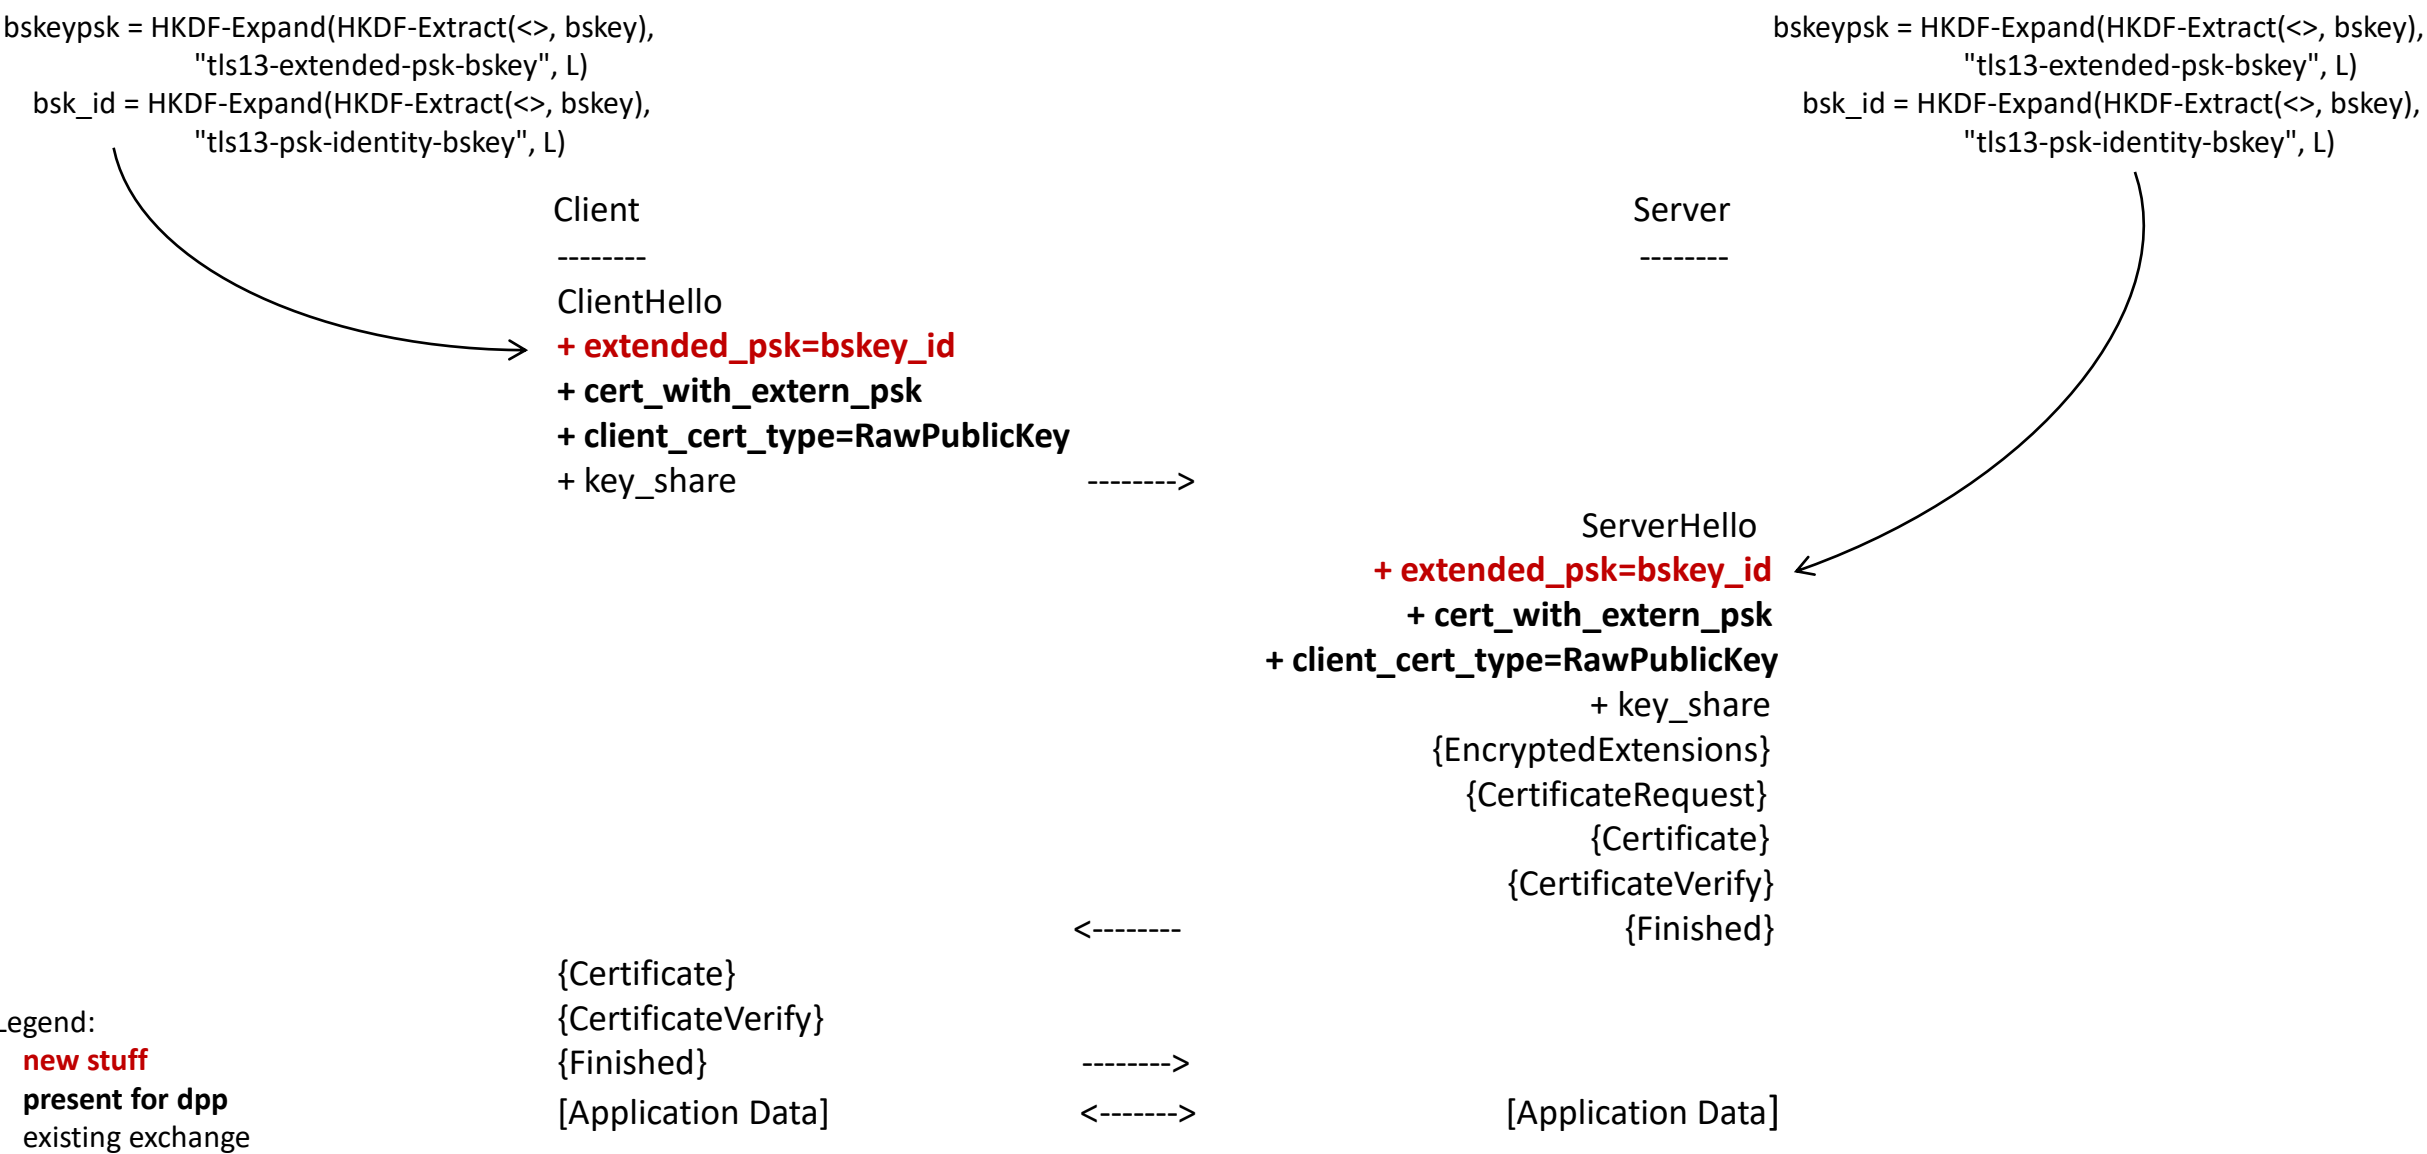 bskeypsk = HKDF-Expand(HKDF-Extract(<>, bskey),
"tls13-extended-psk-bskey", L)
bsk_id = HKDF-Expand(HKDF-Extract(<>, bskey),
"tls13-psk-identity-bskey", L)
bskeypsk = HKDF-Expand(HKDF-Extract(<>, bskey),
"tls13-extended-psk-bskey", L)
bsk_id = HKDF-Expand(HKDF-Extract(<>, bskey),
"tls13-psk-identity-bskey", L)
Client Server
-------- --------
ClientHello
+ extended_psk=bskey_id
+ cert_with_extern_psk
+ client_cert_type=RawPublicKey
+ key_share -------->
ServerHello
+ extended_psk=bskey_id
+ cert_with_extern_psk
+ client_cert_type=RawPublicKey
+ key_share
{EncryptedExtensions}
{CertificateRequest}
{Certificate}
{CertificateVerify}
<-------- {Finished}
{Certificate}
{CertificateVerify}
{Finished} -------->
[Application Data] <-------> [Application Data]
Legend:
new stuff
present for dpp
existing exchange